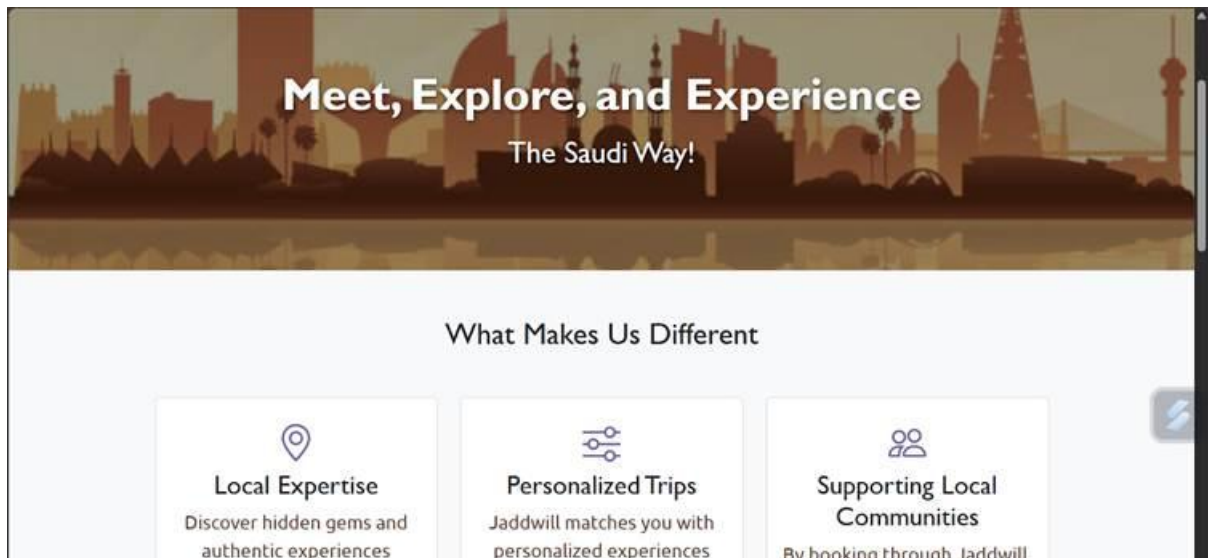 Meet, Explore, and Experience
The Saudi Way!
What Makes Us Different
Local Expertise
Discover hidden gems and
authentic experiences
Personalized Trips
Jaddwill matches you with
personalized experiences
Supporting Local
Communities
By booking through Jaddwill